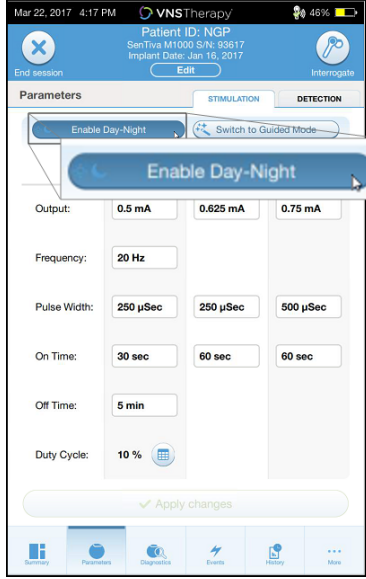 Mar 22, 2017 4:17 PM VNSTherapy 46%
Patient
ID: NGP
SenTiva M1000 S/N: 93617
Implant Date: Jan 16, 2017
Edit
End session
Interrogate
Parameters STIMULATION DETECTION
Enable Day-Night Switch to Guided Mode
Enable Day-Night
Output: 0.5 mA 0.625 mA 0.75 mA
Frequency: 20 Hz
Pulse Width: 250 µSec 250 µSec 500 µSec
On Time: 30 sec 60 sec 60 sec
Off Time: 5 min
Duty Cycle: 10 %
Apply changes
Summary Parameters Diagnostics Events History More